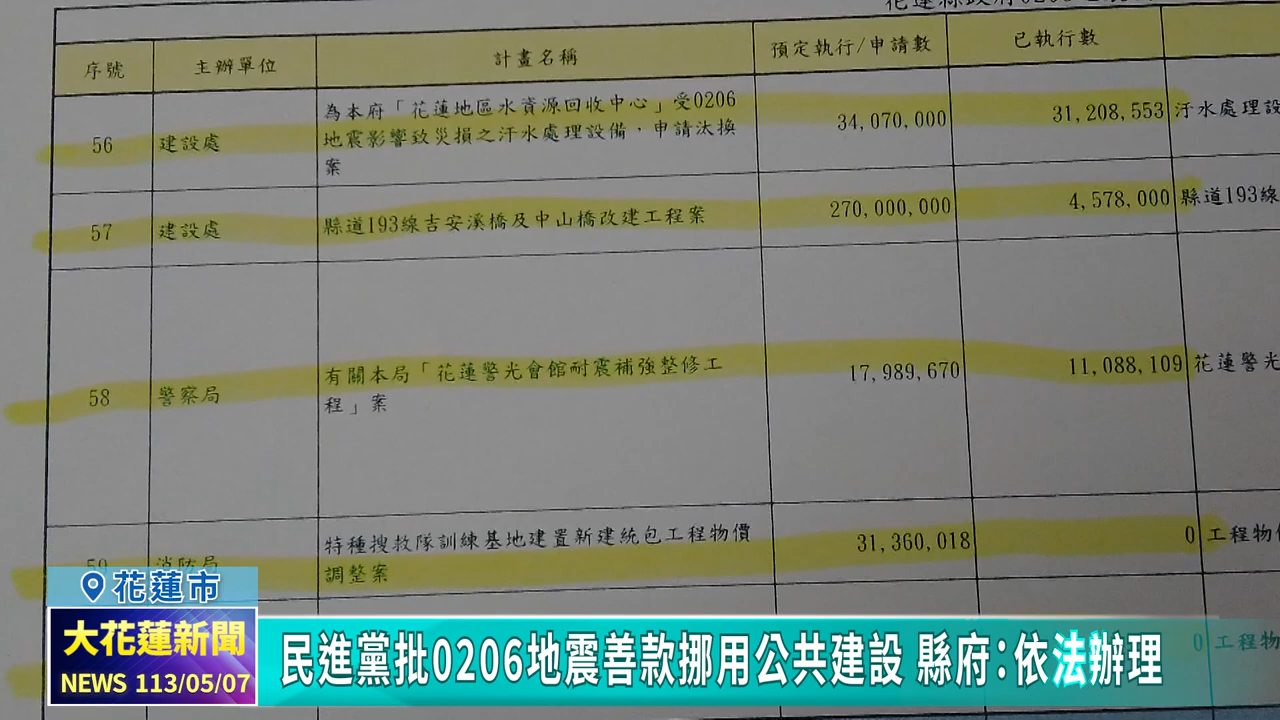 序號 主辦單位 計畫名稱 預定執行/申請數 已執行數
56 建設處 為本府「花蓮地區水資源回收中心」受0206 34,070,000 31,208,553 汙水處理設
地震影響致災損之汙水處理設備,申請汰換
案
57 建設處 縣道193線吉安溪橋及中山橋改建工程案 270,000,000 4,578,000 縣道193線
58 警察局 有關本局「花蓮警光會館耐震補強整修工 17,989,670 11,088,109 花蓮警光
程」案
59 消防局 特種搜救隊訓練基地建置新建統包工程物價 31,360,018 0 工程物價
調整案
0 工程物
花蓮市
大花蓮新聞
NEWS 113/05/07
民進黨批0206地震善款挪用公共建設 縣府:依法辦理